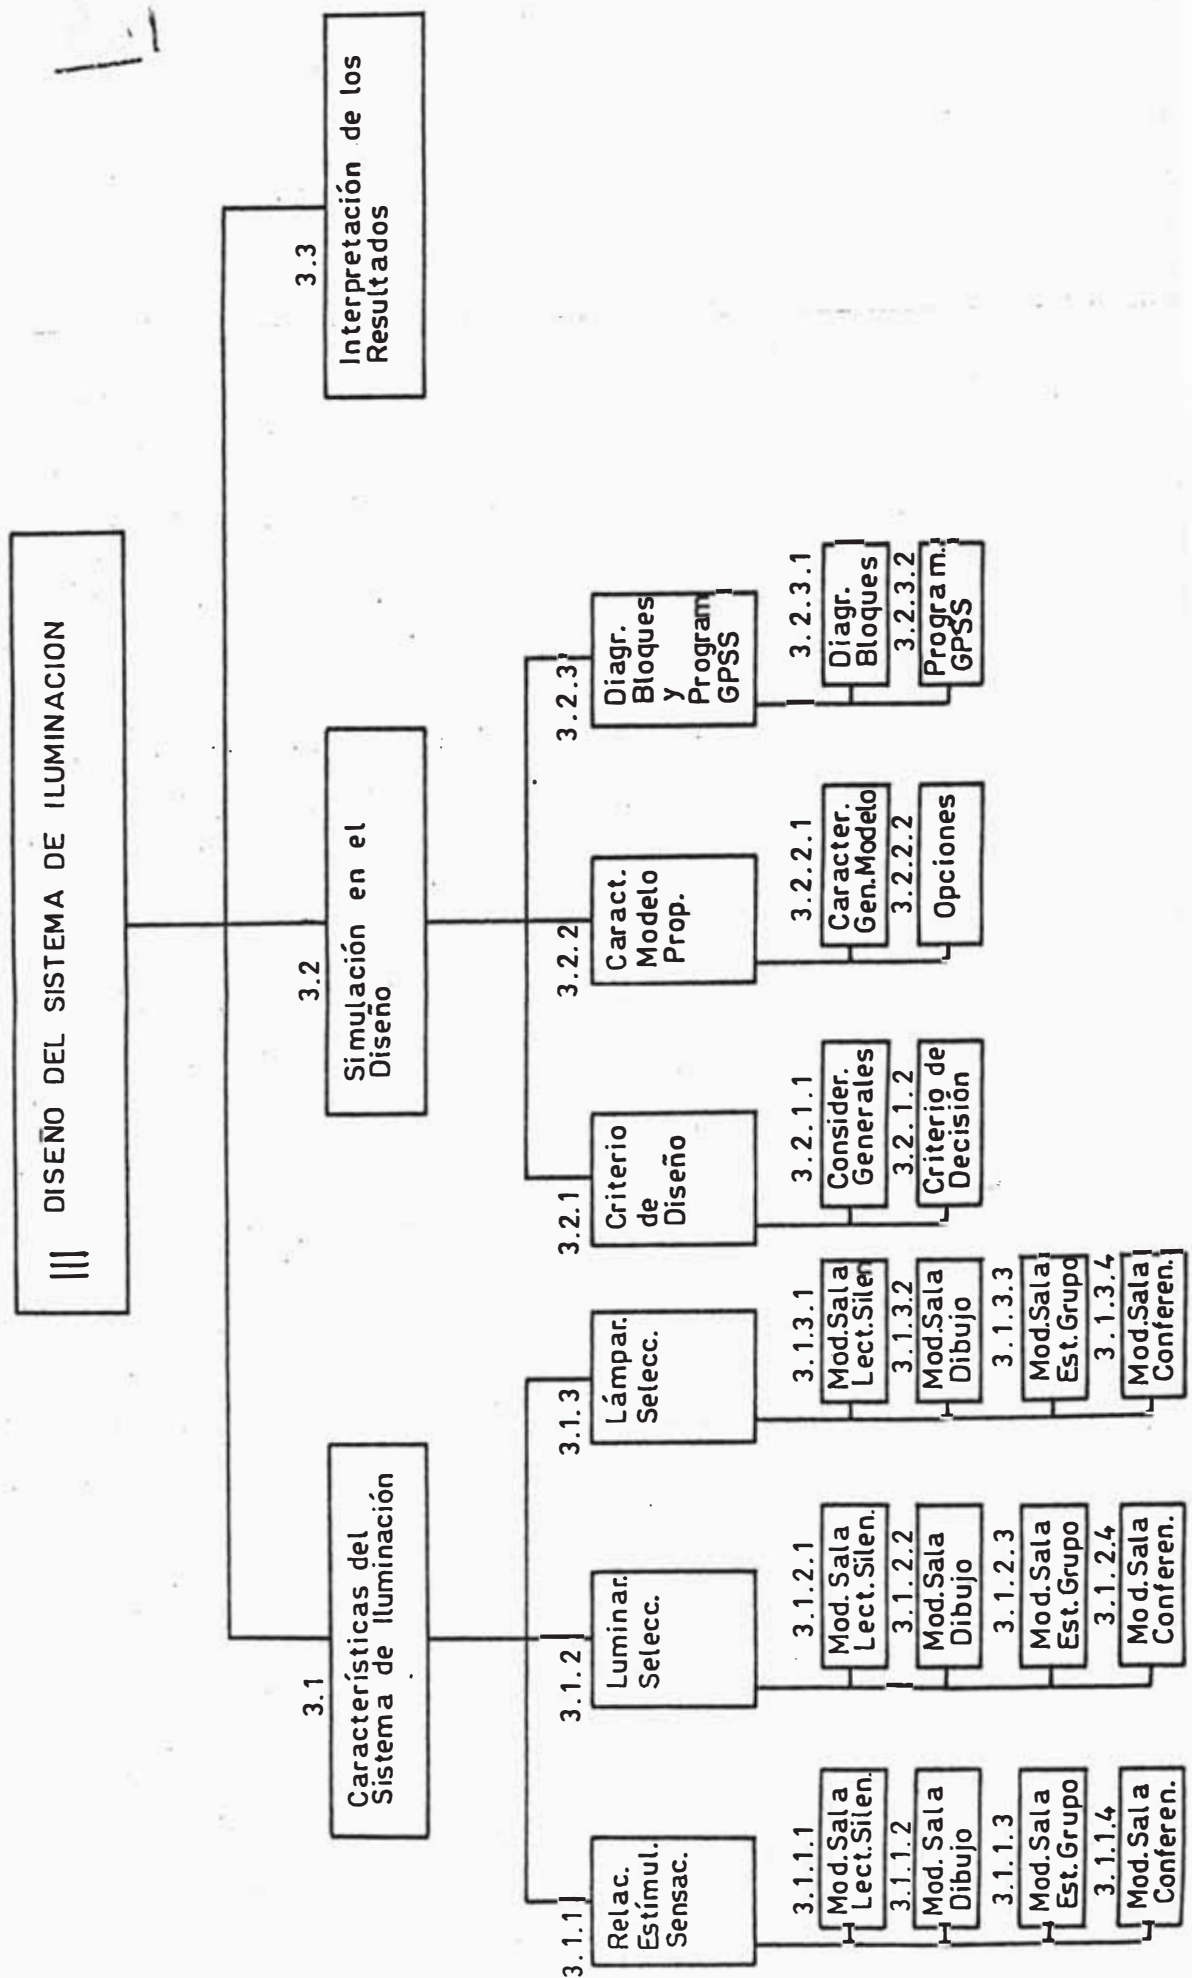 III DISEÑO DEL SISTEMA DE ILUMINACION
3.1
Características del
Sistema de Iluminación
3.1.1
Relac.
Estímul.
Sensac.
3.1.1.1
Mod.Sala
Lect.Silen.
3.1.1.2
Mod. Sala
Dibujo
3.1.1.3
Mod.Sala
Est.Grupo
3.1.1.4
Mod.Sala
Conferen.
3.1.2
Luminar.
Selecc.
3.1.2.1
Mod. Sala
Lect.Silen.
3.1.2.2
Mod.Sala
Dibujo
3.1.2.3
Mod.Sala
Est.Grupo
3.1.2.4
Mod.Sala
Conferen.
3.1.3
Lámpar.
Selecc.
3.1.3.1
Mod.Sala
Lect.Silen
3.1.3.2
Mod.Sala
Dibujo
3.1.3.3
Mod.Sala
Est.Grupo
3.1.3.4
Mod.Sala
Conferen.
3.2
Simulación en el
Diseño
3.2.1
Criterio
de
Diseño
3.2.1.1
Consider.
Generales
3.2.1.2
Criterio de
Decisión
3.2.2
Caract.
Modelo
Prop.
3.2.2.1
Caracter.
Gen.Modelo
3.2.2.2
Opciones
3.2.3
Diagr.
Bloques
y
Program
GPSS
3.2.3.1
Diagr.
Bloques
3.2.3.2
Program.
GPSS
3.3
Interpretación de los
Resultados